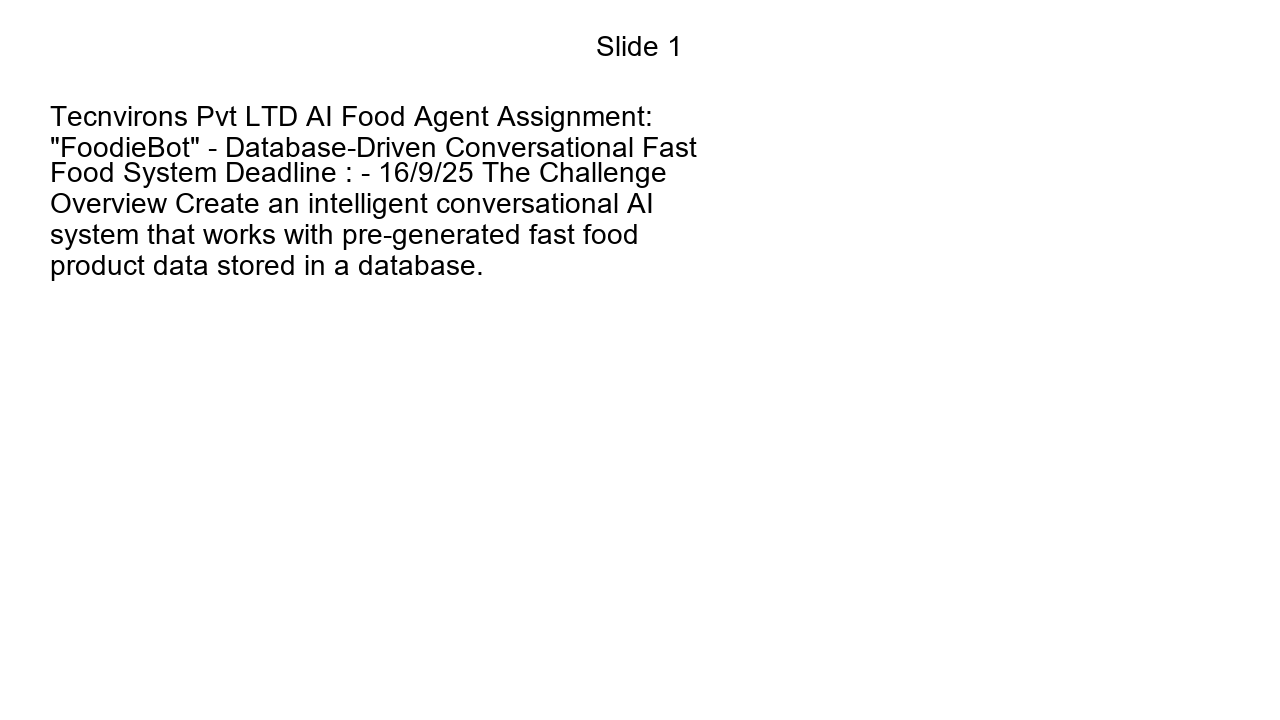 Slide 1
Tecnvirons Pvt LTD AI Food Agent Assignment:
"FoodieBot" - Database-Driven Conversational Fast
Food System Deadline : - 16/9/25 The Challenge
Overview Create an intelligent conversational AI
system that works with pre-generated fast food
product data stored in a database.